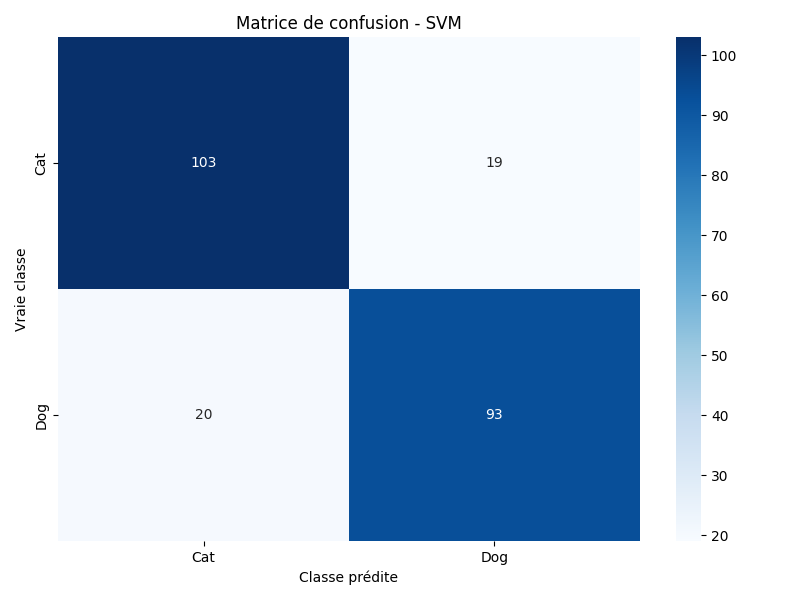 Matrice de confusion - SVM
Cat
103
19
Dog
20
93
Vraie classe
Cat
Dog
Classe prédite
100
90
80
70
60
50
40
30
20